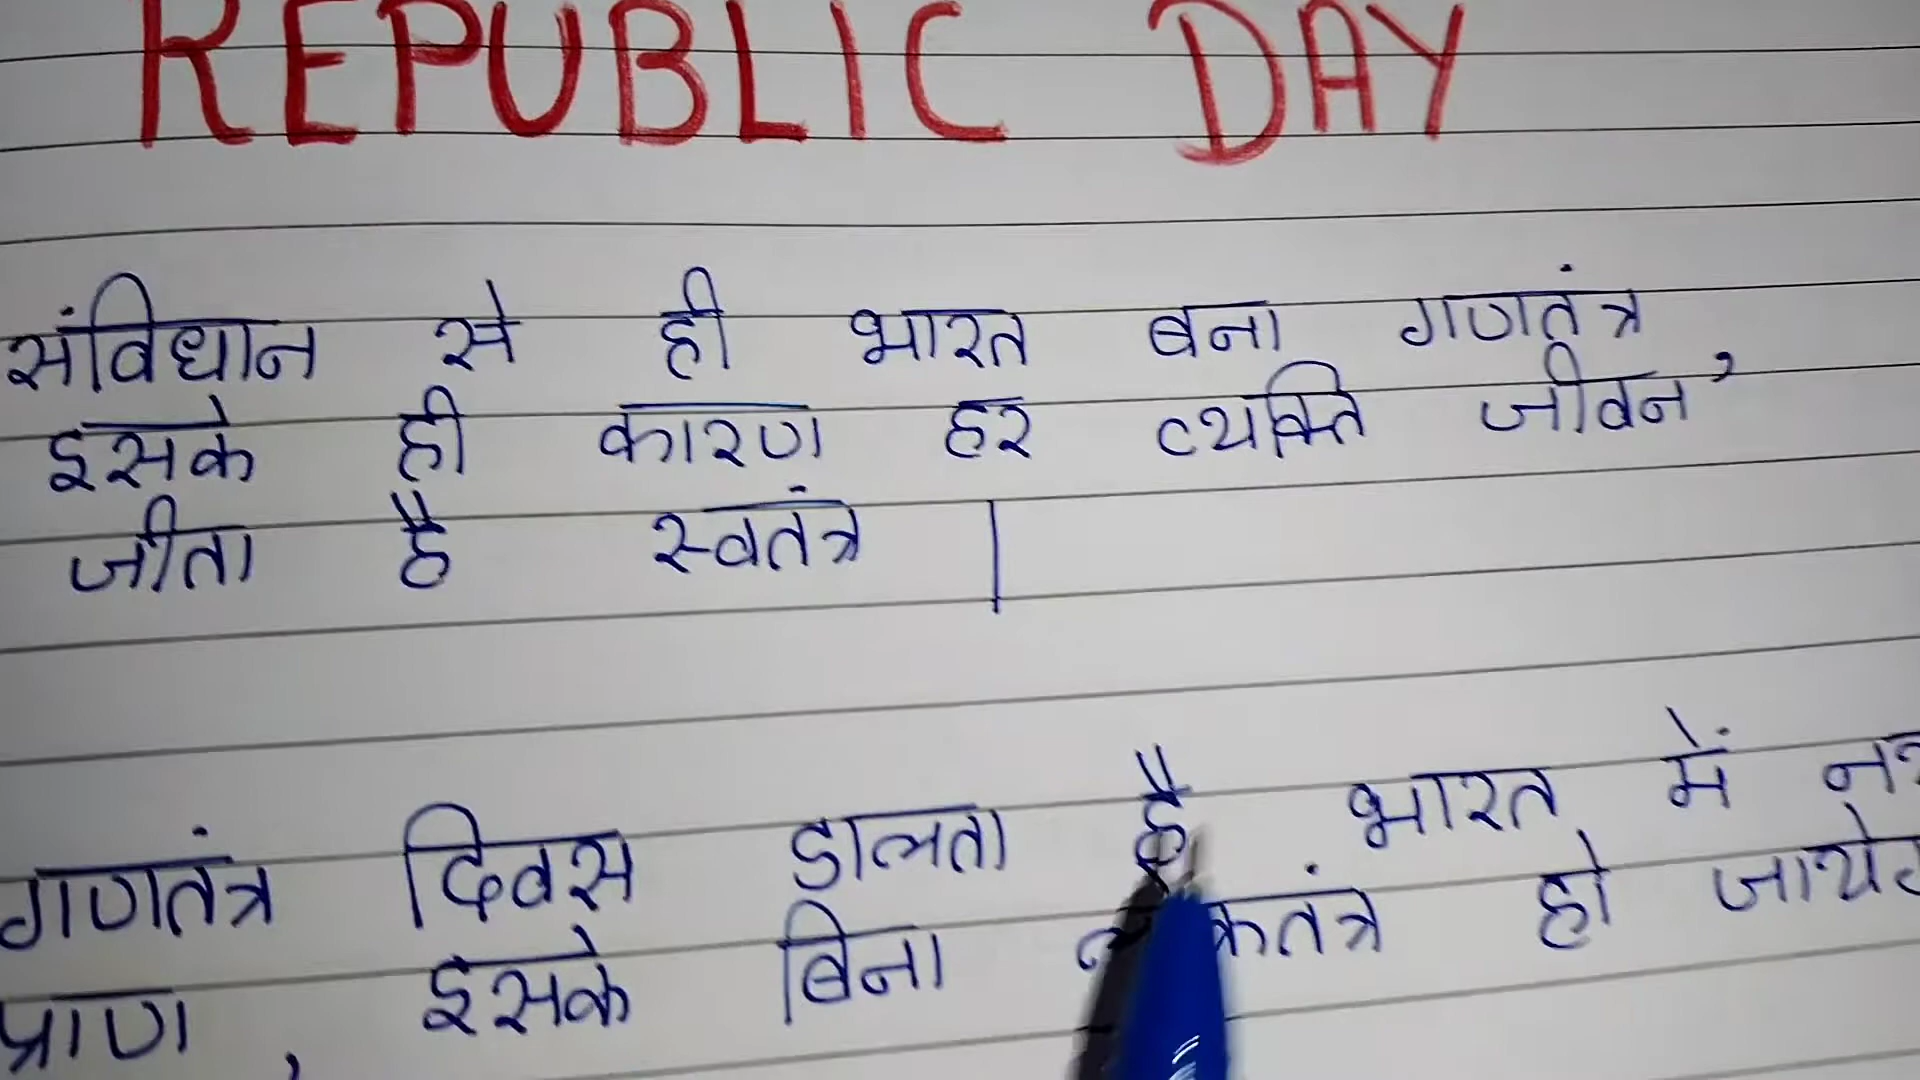 REPUBLIC DAY
संविधान से ही भारत बना गणतंत्र
इसके ही कारण हर व्यक्ति जीवन,
जीता है स्वतंत्र |
गणतंत्र दिवस डालता है भारत में
प्राण , इसके बिना हो